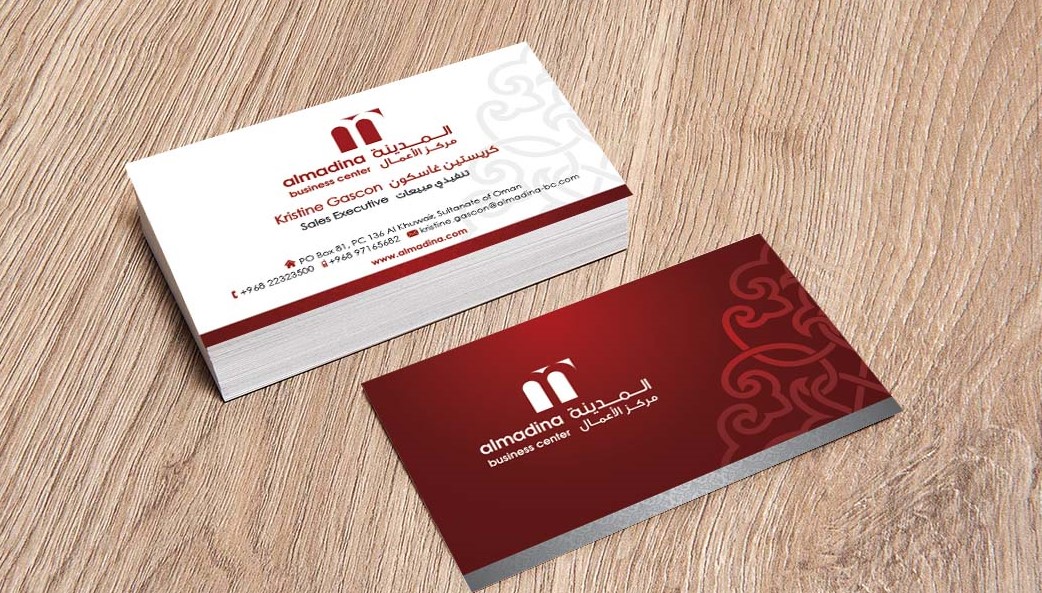 almadina المدينة
business center مركز الأعمال
Kristine Gascon كريستين غاسكون
Sales Executive تنفيذي مبيعات
PO Box 81, PC 136 Al Khuwair, Sultanate of Oman
+968 22323500 +968 97165682 kristine.gascon@almadina-bc.com
www.almadina.com
almadina المدينة
business center مركز الأعمال